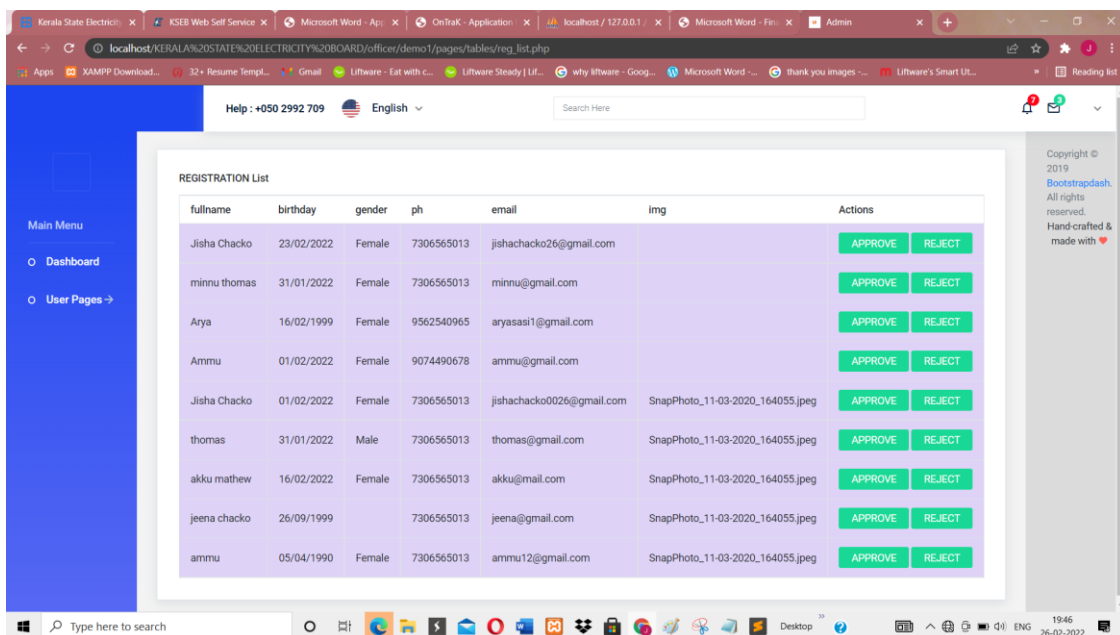 Kerala State Electricity
KSEB Web Self Service
Microsoft Word - App
OnTraK - Application
localhost / 127.0.0.1 /
Microsoft Word - Fin
Admin
localhost/KERALA%20STATE%20ELECTRICITY%20BOARD/officer/demo1/pages/tables/reg_list.php
Apps XAMPP Download... 32+ Resume Templ... Gmail Liftware - Eat with c... Liftware Steady | Lif... why liftware - Goog... Microsoft Word -... thank you images -... Liftware's Smart Ut... » Reading list
Help : +050 2992 709 English Search Here 7 3
Main Menu
Dashboard
User Pages
REGISTRATION List
fullname birthday gender ph email img Actions
Jisha Chacko 23/02/2022 Female 7306565013 jishachacko26@gmail.com APPROVE REJECT
minnu thomas 31/01/2022 Female 7306565013 minnu@gmail.com APPROVE REJECT
Arya 16/02/1999 Female 9562540965 aryasasi1@gmail.com APPROVE REJECT
Ammu 01/02/2022 Female 9074490678 ammu@gmail.com APPROVE REJECT
Jisha Chacko 01/02/2022 Female 7306565013 jishachacko0026@gmail.com SnapPhoto_11-03-2020_164055.jpeg APPROVE REJECT
thomas 31/01/2022 Male 7306565013 thomas@gmail.com SnapPhoto_11-03-2020_164055.jpeg APPROVE REJECT
akku mathew 16/02/2022 Female 7306565013 akku@mail.com SnapPhoto_11-03-2020_164055.jpeg APPROVE REJECT
jeena chacko 26/09/1999 7306565013 jeena@gmail.com SnapPhoto_11-03-2020_164055.jpeg APPROVE REJECT
ammu 05/04/1990 Female 7306565013 ammu12@gmail.com SnapPhoto_11-03-2020_164055.jpeg APPROVE REJECT
Copyright ©
2019
Bootstrapdash.
All rights
reserved.
Hand-crafted &
made with
Type here to search
Desktop »
ENG
19:46
26-02-2022